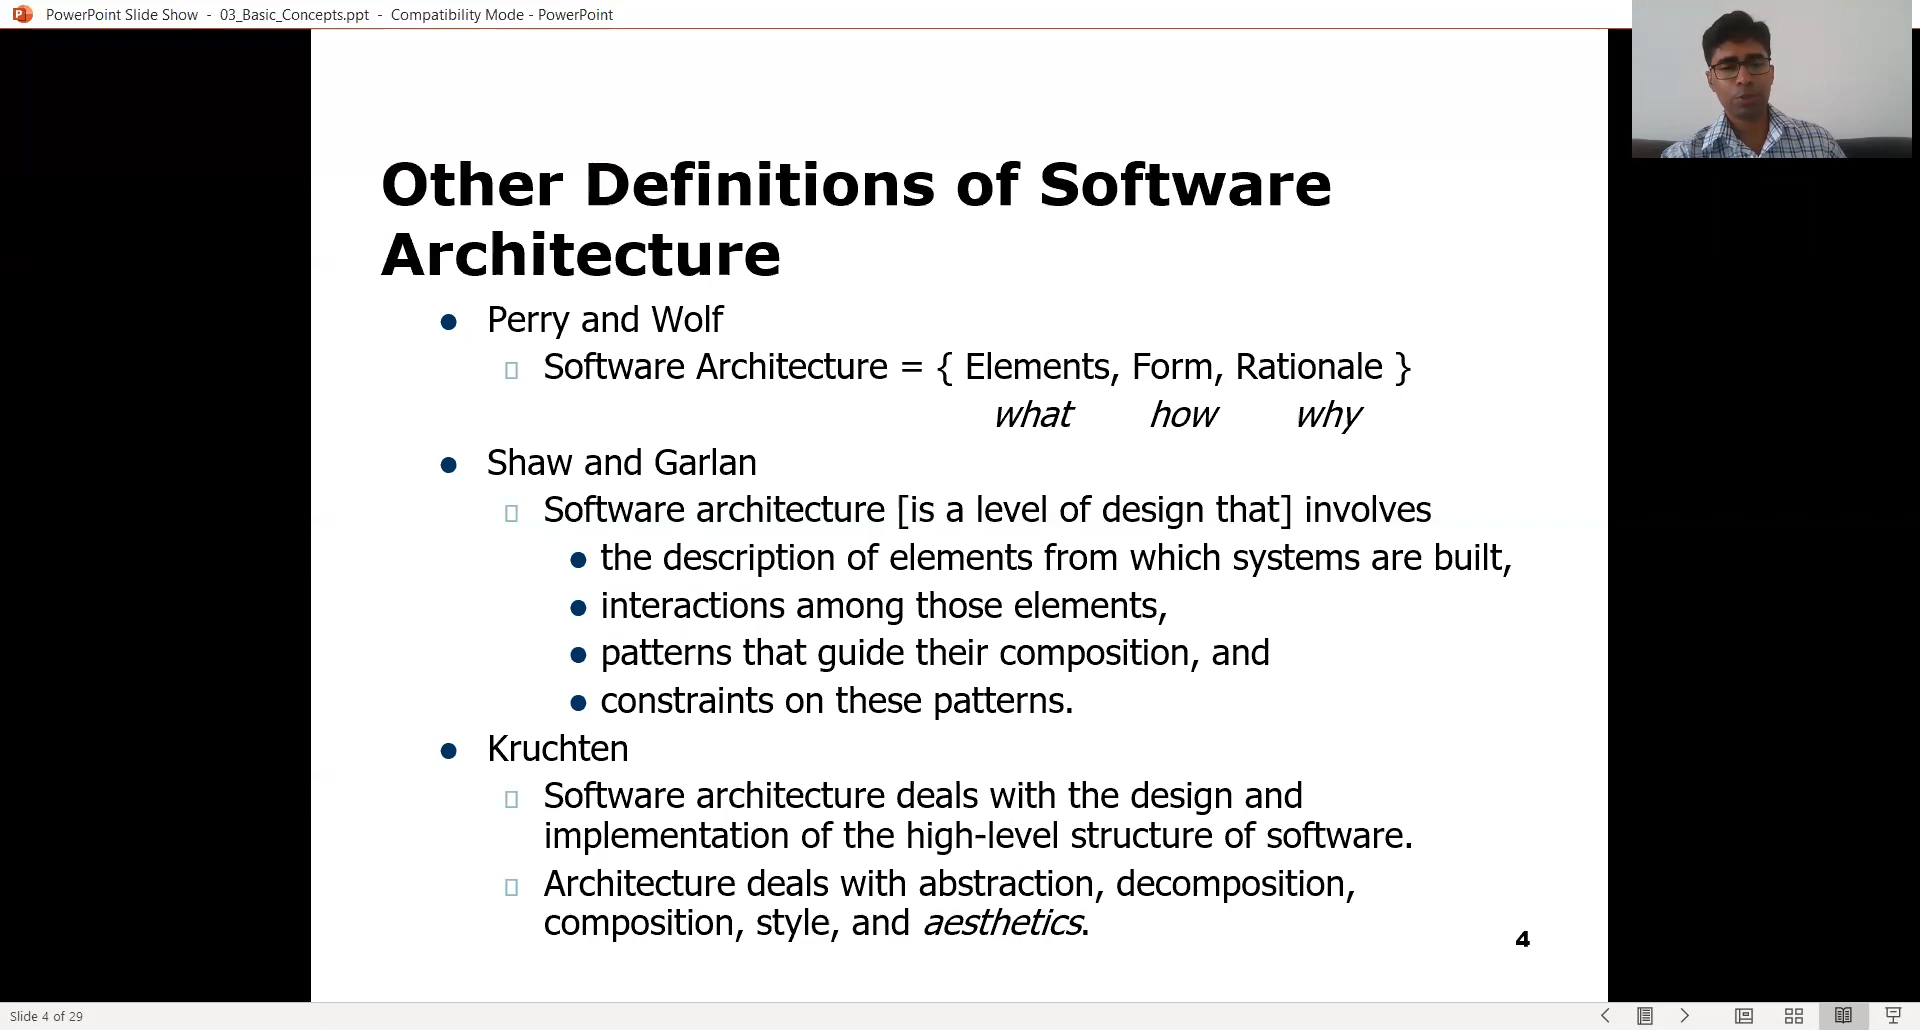 PowerPoint Slide Show - 03_Basic_Concepts.ppt - Compatibility Mode - PowerPoint
Other Definitions of Software
Architecture
Perry and Wolf
Software Architecture = { Elements, Form, Rationale }
what how why
Shaw and Garlan
Software architecture [is a level of design that] involves
the description of elements from which systems are built,
interactions among those elements,
patterns that guide their composition, and
constraints on these patterns.
Kruchten
Software architecture deals with the design and
implementation of the high-level structure of software.
Architecture deals with abstraction, decomposition,
composition, style, and aesthetics.
4
Slide 4 of 29